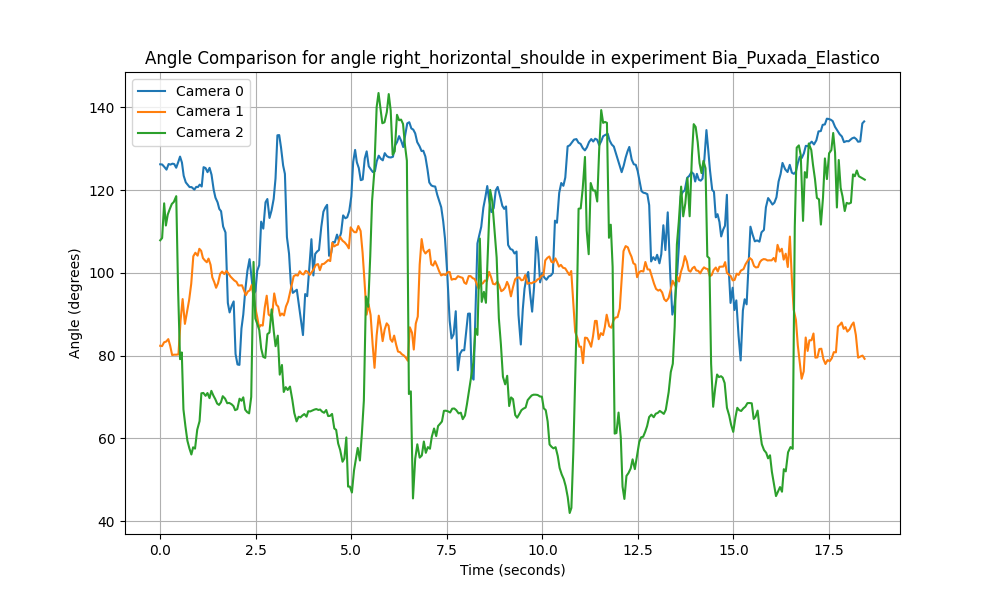 Angle Comparison for angle right_horizontal_shoulde in experiment Bia_Puxada_Elastico
Camera 0
Camera 1
Camera 2
Angle (degrees)
140
120
100
80
60
40
0.0 2.5 5.0 7.5 10.0 12.5 15.0 17.5
Time (seconds)